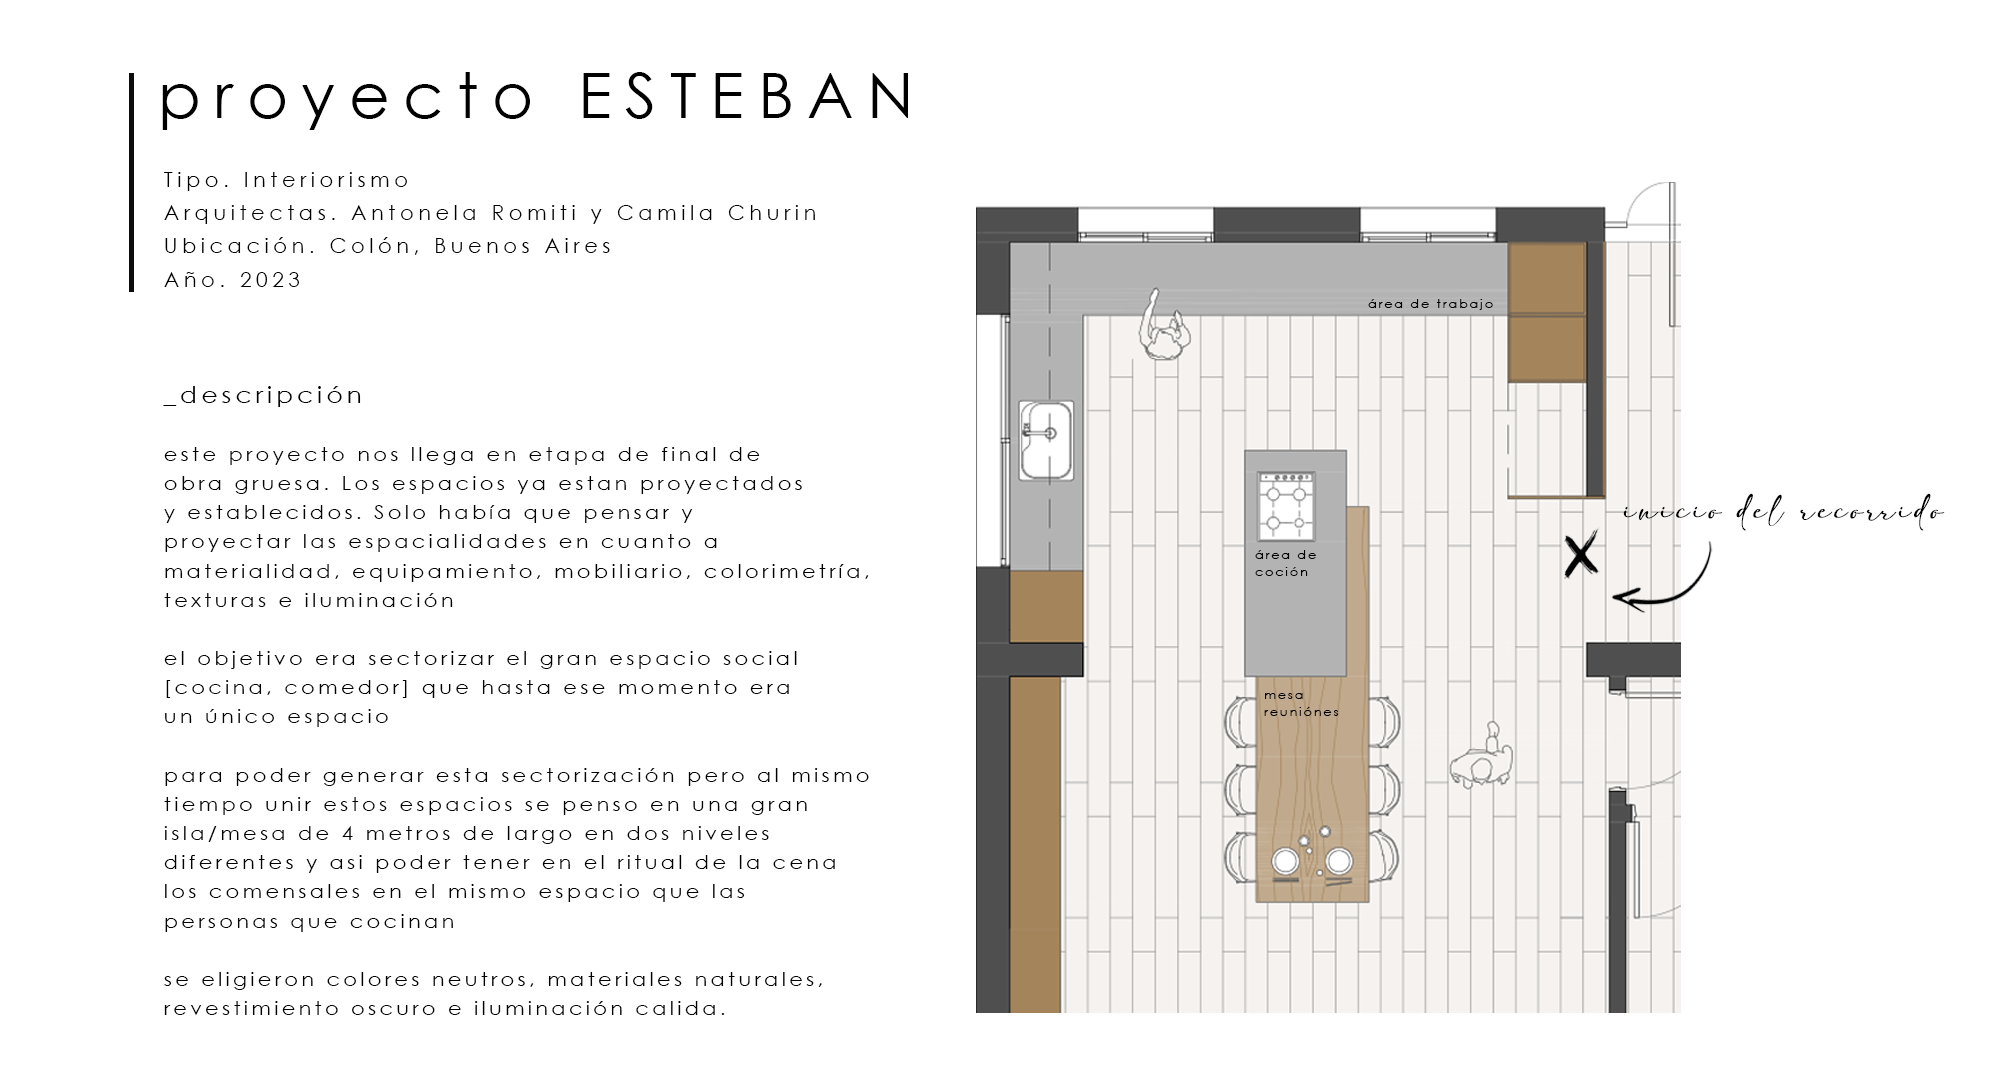 proyecto ESTEBAN
Tipo. Interiorismo
Arquitectas. Antonela Romiti y Camila Churin
Ubicación. Colón, Buenos Aires
Año. 2023
_descripción
este proyecto nos llega en etapa de final de
obra gruesa. Los espacios ya estan proyectados
y establecidos. Solo había que pensar y
proyectar las espacialidades en cuanto a
materialidad, equipamiento, mobiliario, colorimetría,
texturas e iluminación
el objetivo era sectorizar el gran espacio social
[cocina, comedor] que hasta ese momento era
un único espacio
para poder generar esta sectorización pero al mismo
tiempo unir estos espacios se penso en una gran
isla/mesa de 4 metros de largo en dos niveles
diferentes y asi poder tener en el ritual de la cena
los comensales en el mismo espacio que las
personas que cocinan
se eligieron colores neutros, materiales naturales,
revestimiento oscuro e iluminación calida.
área de trabajo
inicio del recorrido
área de
coción
mesa
reuniónes